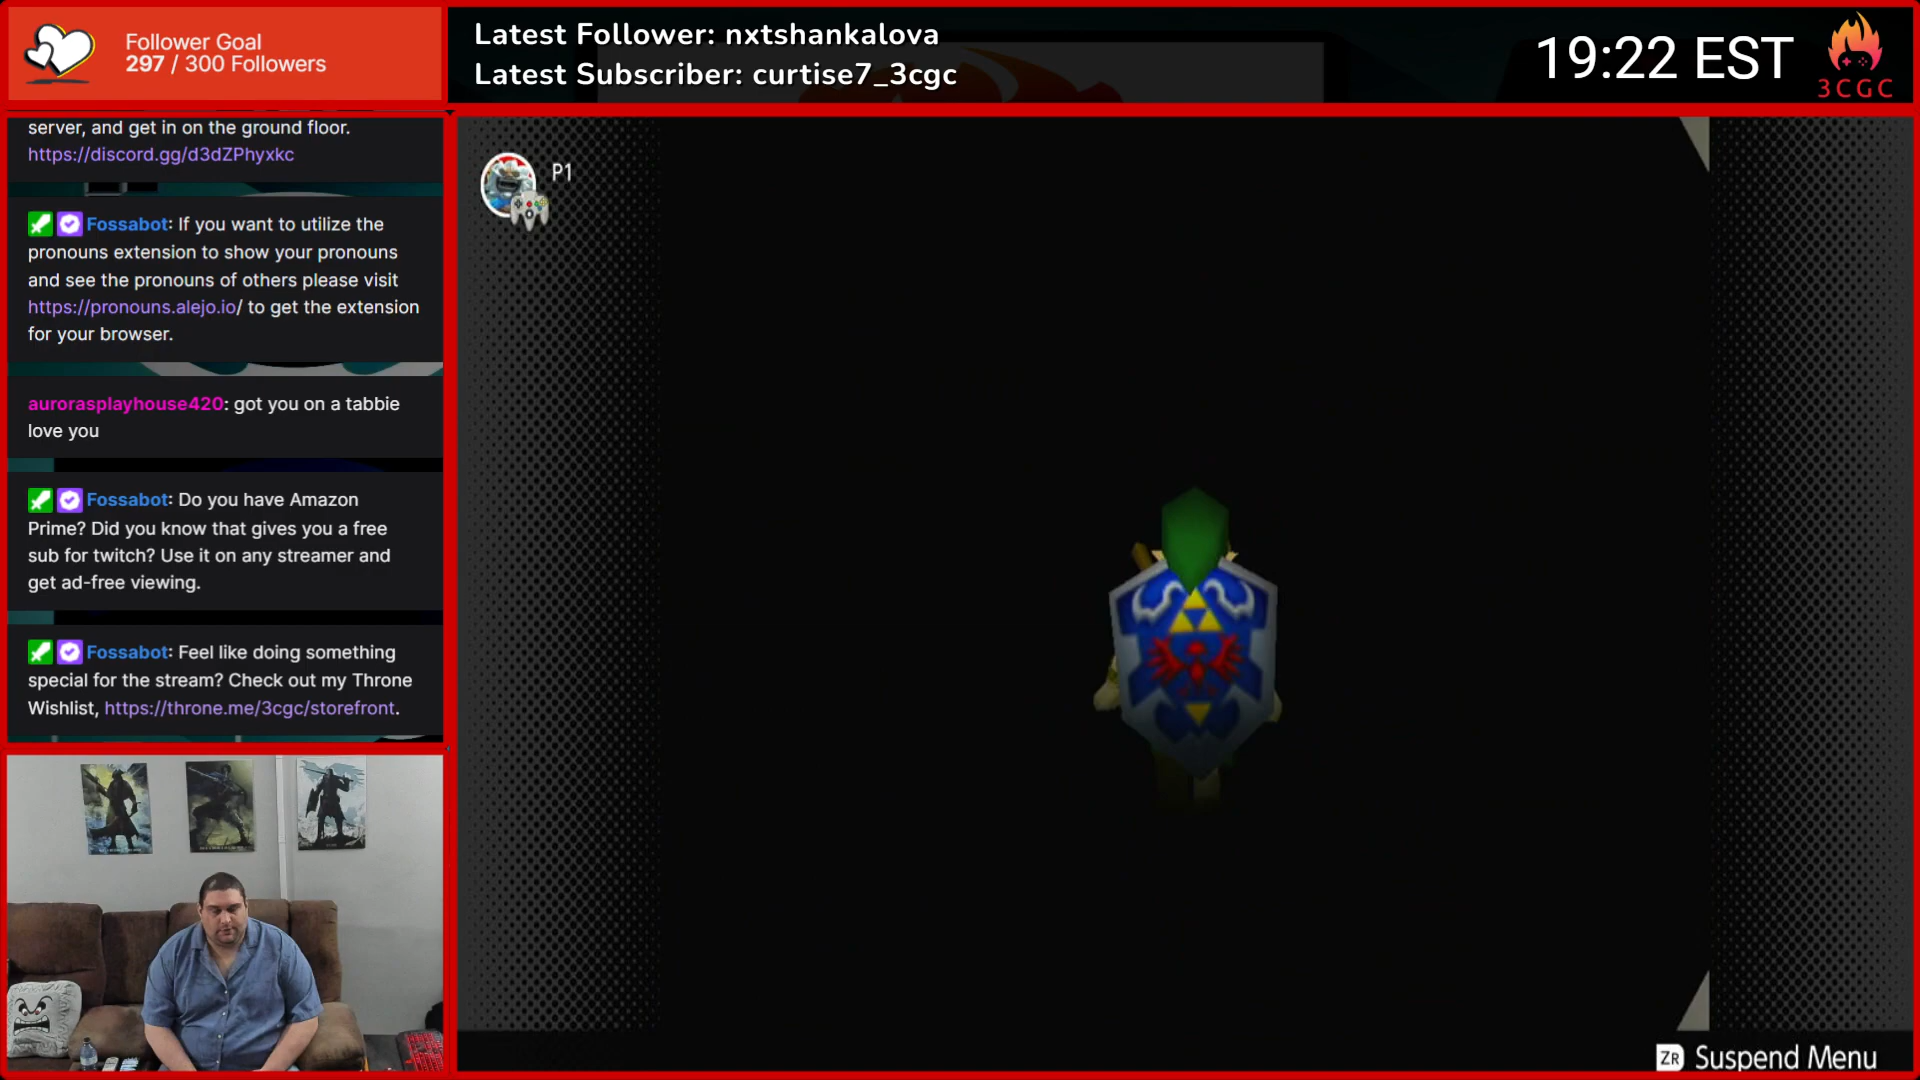 Follower Goal
297 / 300 Followers
Latest Follower: nxtshankalova
Latest Subscriber: curtise7_3cgc
19:22 EST
3CGC
server, and get in on the ground floor.
https://discord.gg/d3dZPhyxkc
Fossabot: If you want to utilize the
pronouns extension to show your pronouns
and see the pronouns of others please visit
https://pronouns.alejo.io/ to get the extension
for your browser.
aurorasplayhouse420: got you on a tabbie
love you
Fossabot: Do you have Amazon
Prime? Did you know that gives you a free
sub for twitch? Use it on any streamer and
get ad-free viewing.
Fossabot: Feel like doing something
special for the stream? Check out my Throne
Wishlist, https://throne.me/3cgc/storefront.
P1
ZR Suspend Menu